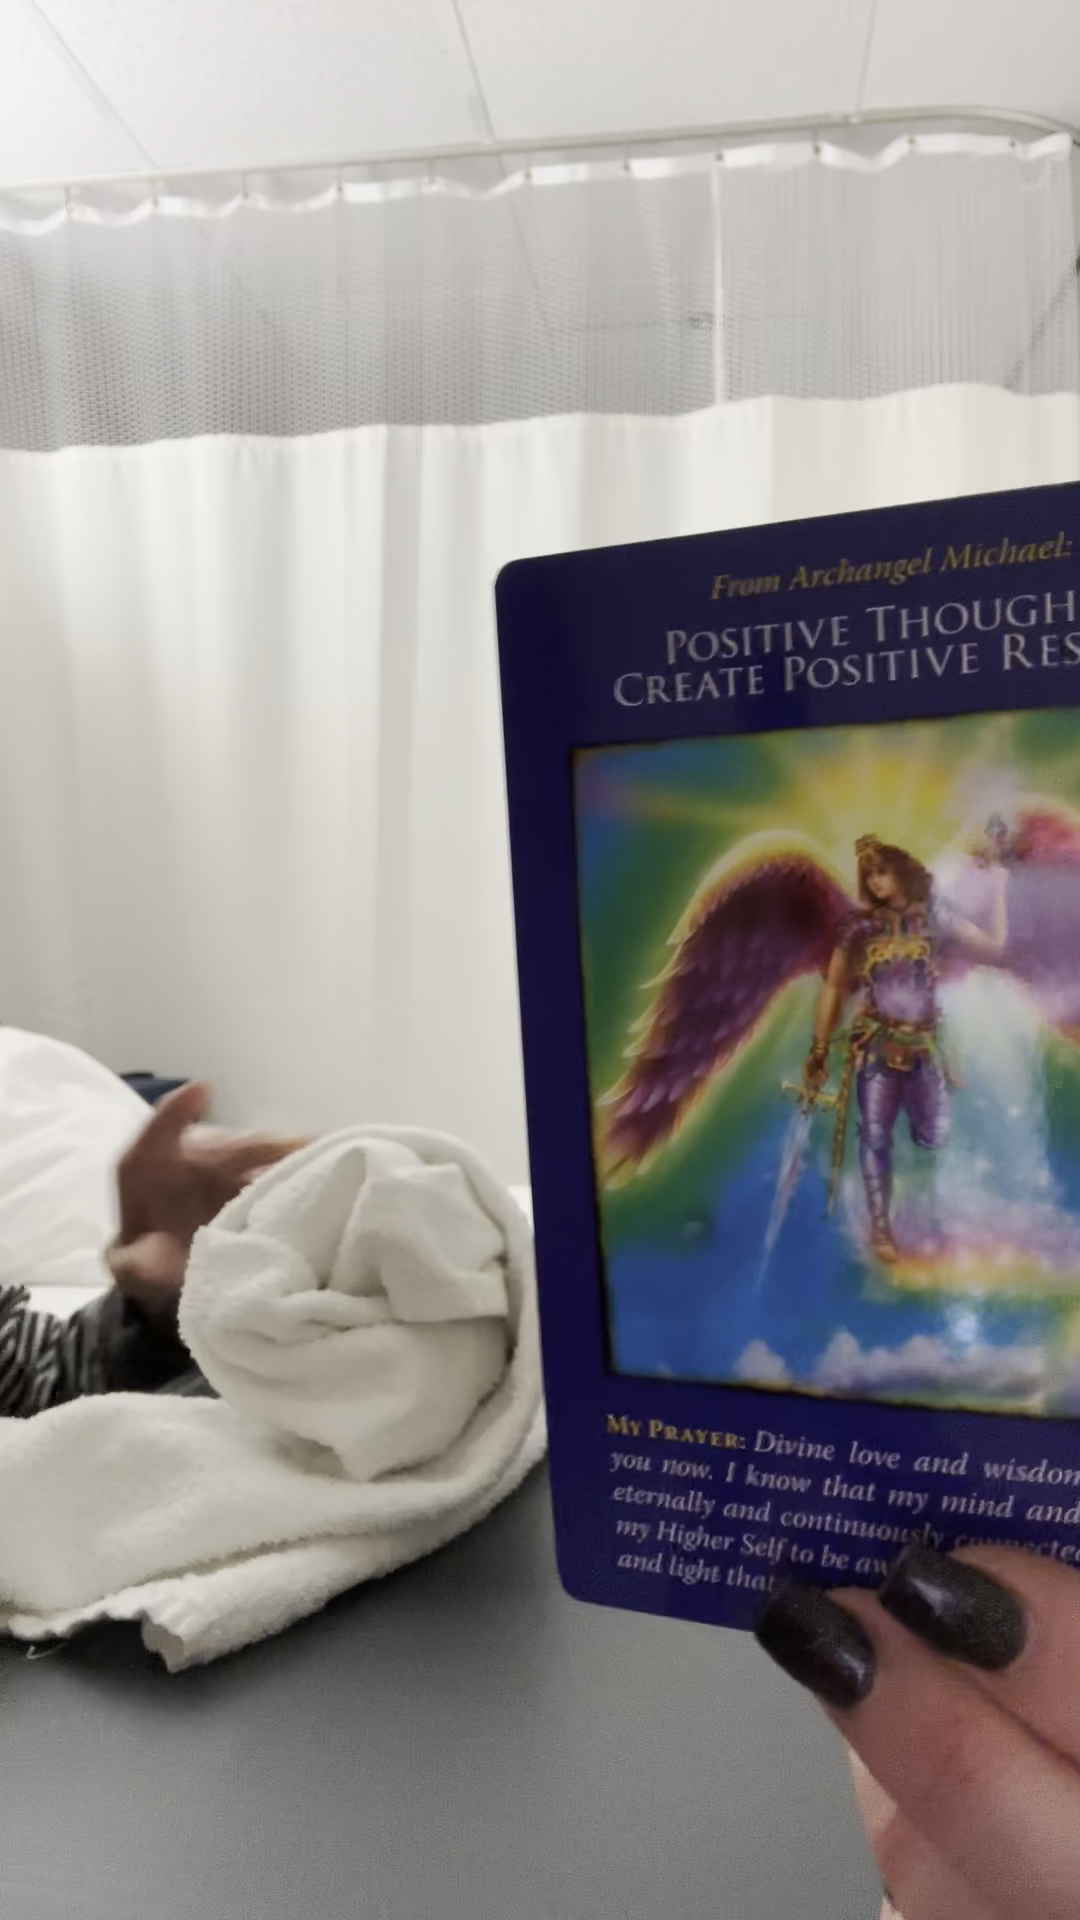 From Archangel Michael:
POSITIVE THOUGH
CREATE POSITIVE RES
MY PRAYER: Divine love and wisdom
you now. I know that my mind and
eternally and continuously connected
my Higher Self to be aw
and light that